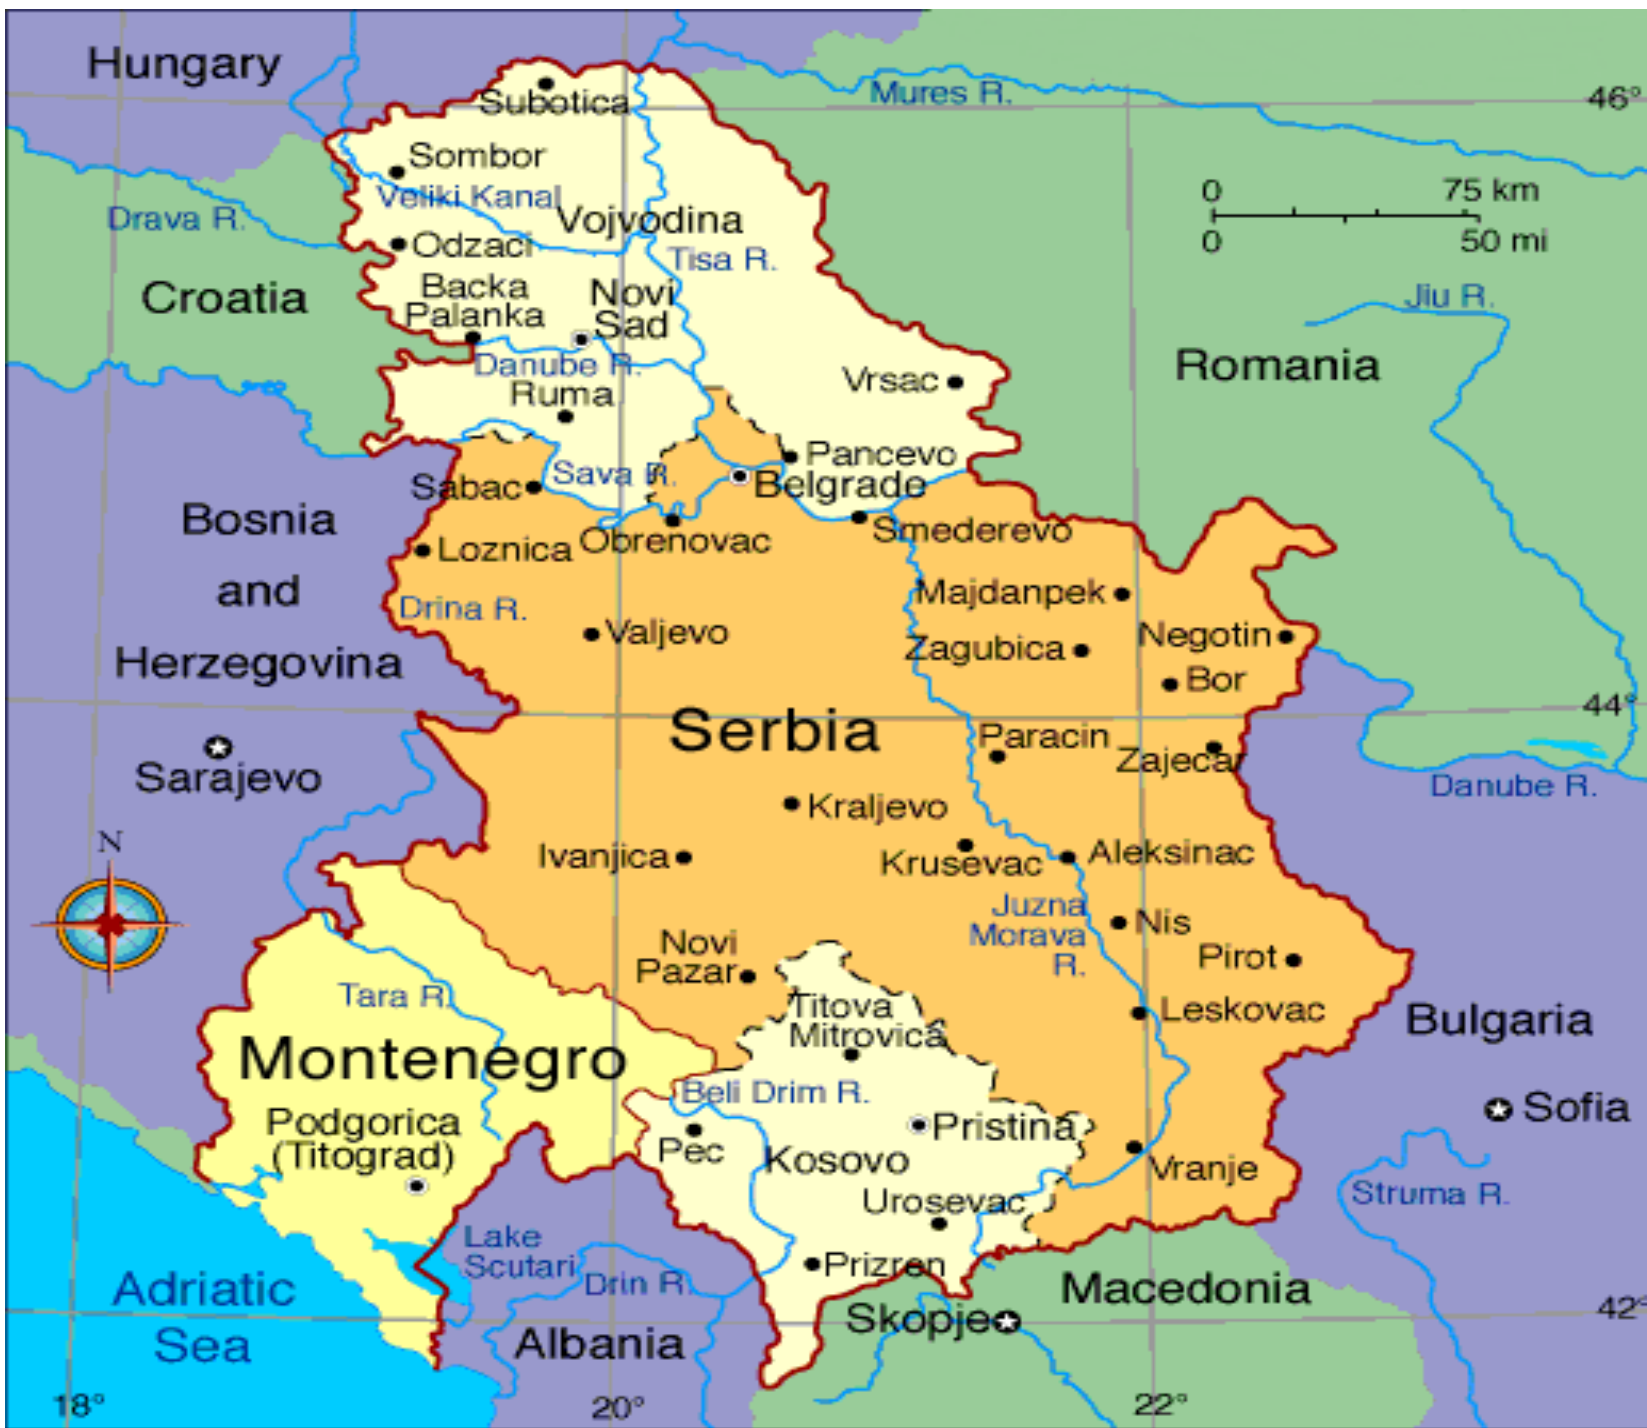 Hungary
Subotica
Mures R.
46°
Sombor
Veliki Kanal
Vojvodina
Drava R.
Odzaci
Tisa R.
0 75 km
0 50 mi
Croatia
Backa
Palanka
Novi
Sad
Jiu R.
Danube R.
Ruma
Vrsac
Romania
Pancevo
Sava R.
Belgrade
Sabac
Bosnia
and
Herzegovina
Loznica
Obrenovac
Smederevo
Drina R.
Majdanpek
Valjevo
Zagubica
Negotin
Bor
44°
Serbia
Paracin
Zajecar
Sarajevo
Danube R.
Kraljevo
N
Ivanjica
Krusevac
Aleksinac
Juzna
Morava
R.
Nis
Novi
Pazar
Pirot
Tara R.
Titova
Mitrovica
Leskovac
Bulgaria
Montenegro
Beli Drim R.
Sofia
Podgorica
(Titograd)
Pristina
Pec
Kosovo
Vranje
Urosevac
Struma R.
Lake
Scutari
Drin R.
Prizren
Adriatic
Sea
Macedonia
Skopje
42°
Albania
18°
20°
22°